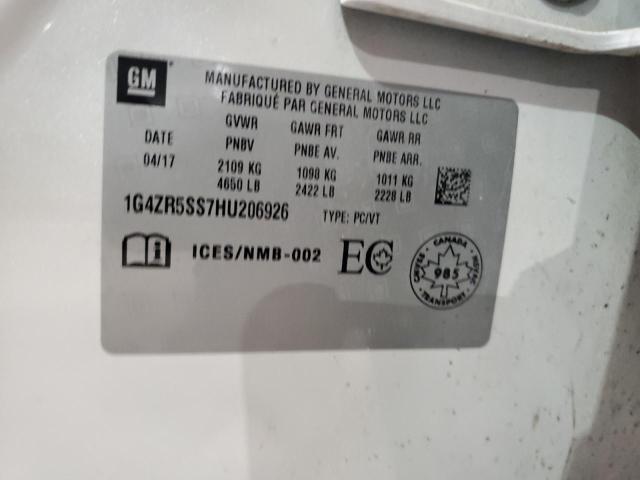 GM
MANUFACTURED BY GENERAL MOTORS LLC
FABRIQUÉ PAR GENERAL MOTORS LLC
DATE GVWR GAWR FRT GAWR RR
PNBV PNBE AV. PNBE ARR.
04/17 2109 KG 1098 KG 1011 KG
4650 LB 2422 LB 2228 LB
1G4ZR5SS7HU206926 TYPE: PC/VT
i ICES/NMB-002 EC
CANADA
985
TRANSPORT